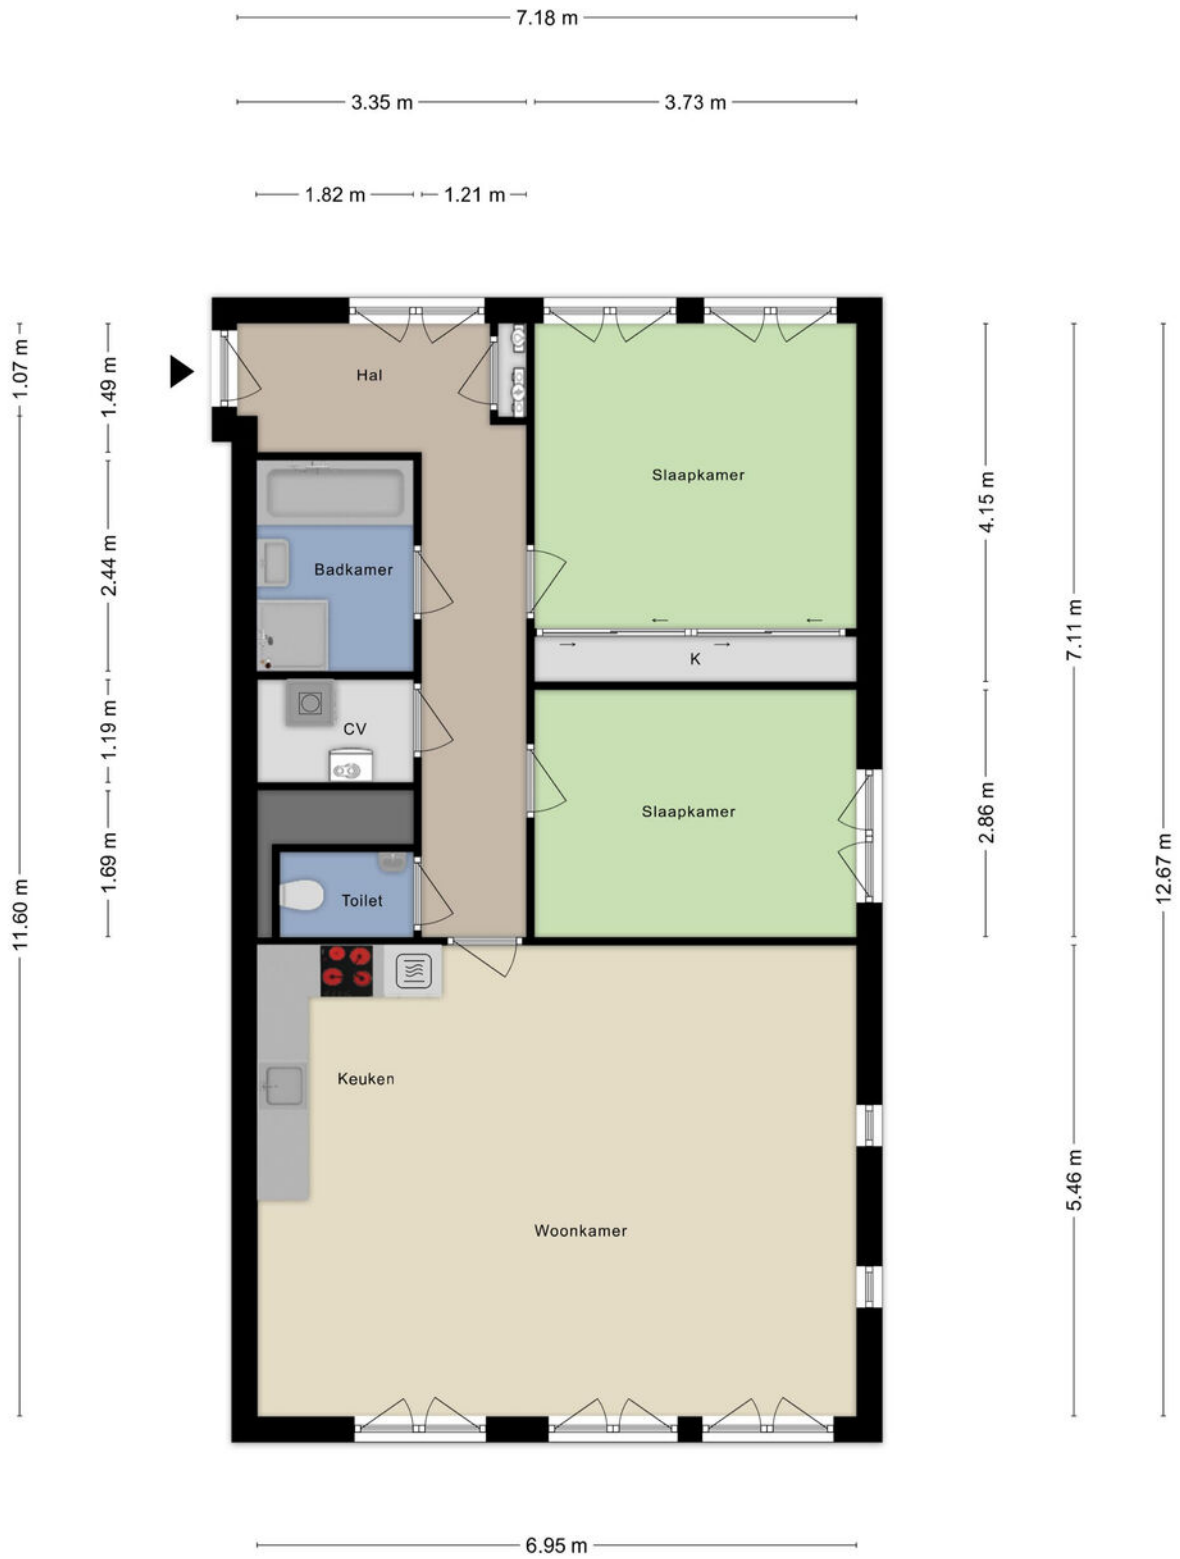 7.18 m
3.35 m
3.73 m
1.82 m
1.21 m
1.07 m
1.49 m
Hal
Slaapkamer
4.15 m
2.44 m
Badkamer
7.11 m
K
1.19 m
CV
Slaapkamer
2.86 m
1.69 m
12.67 m
11.60 m
Toilet
Keuken
5.46 m
Woonkamer
6.95 m